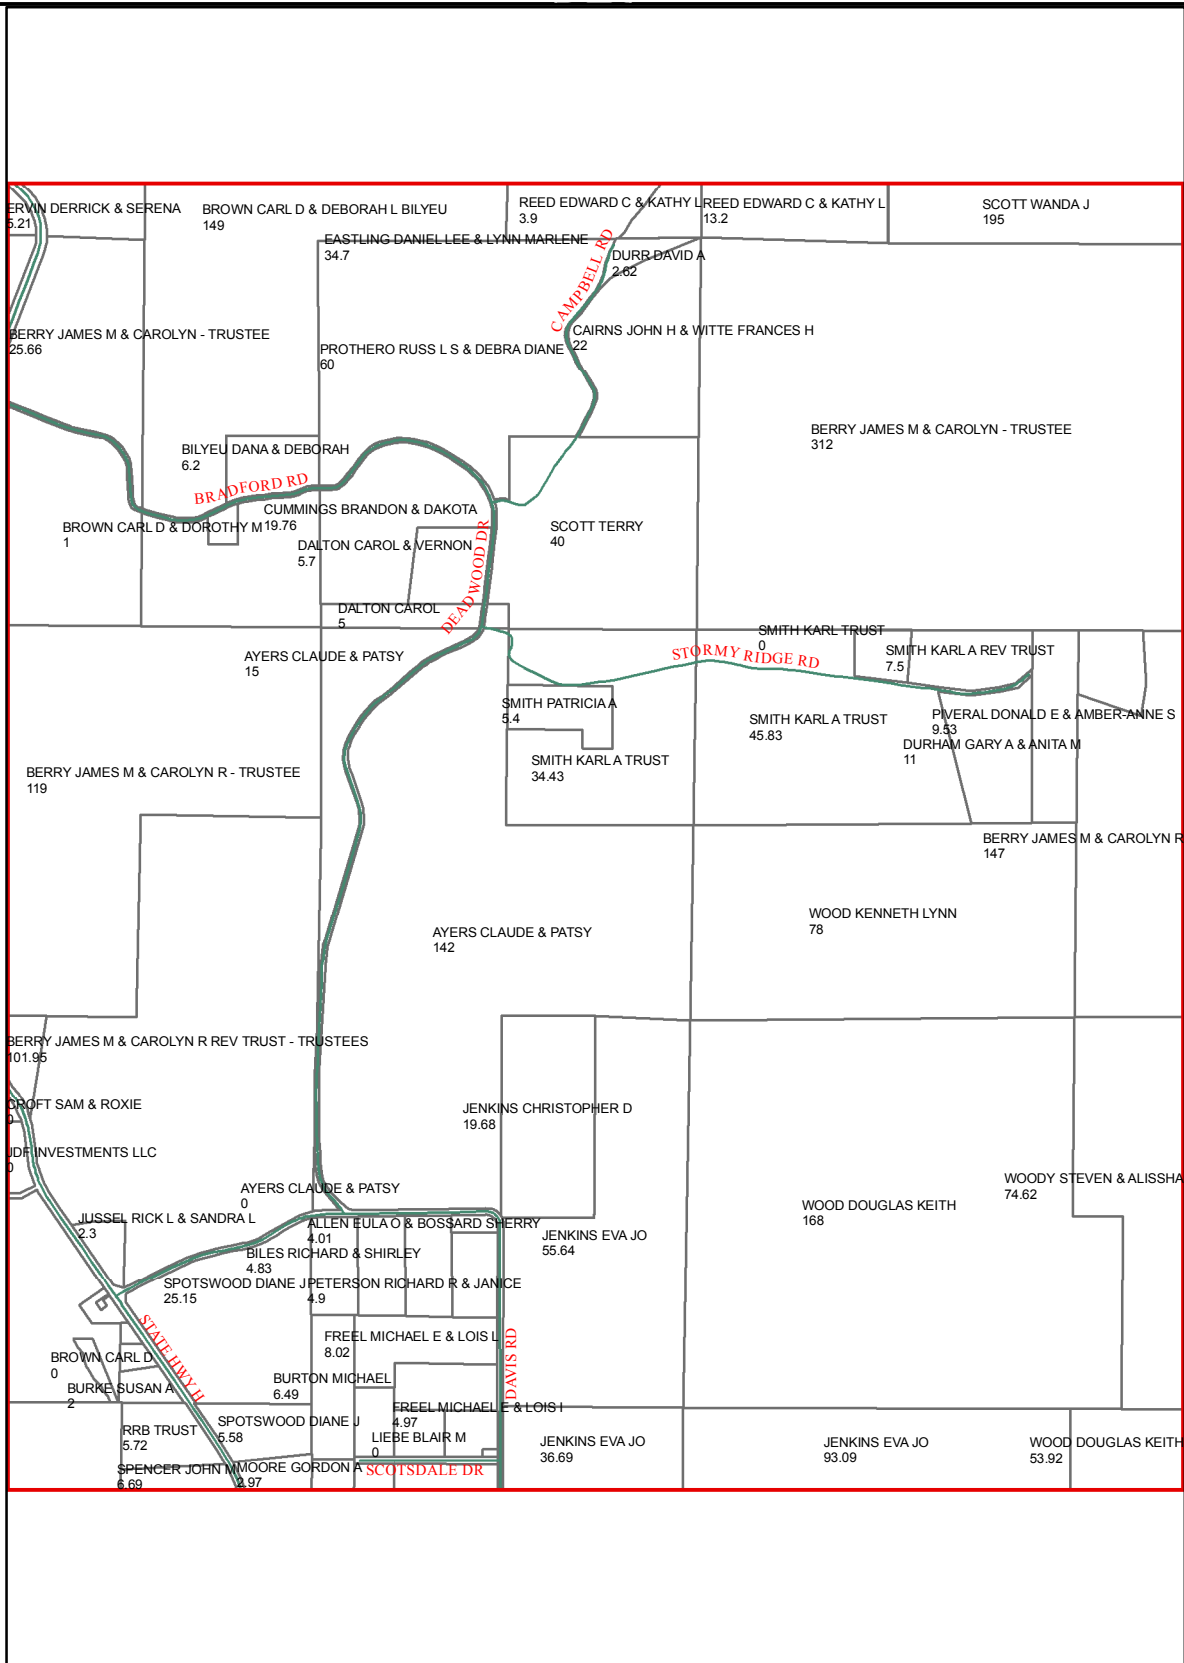 ERVIN DERRICK & SERENA
5.21
BROWN CARL D & DEBORAH L BILYEU
149
REED EDWARD C & KATHY L
3.9
REED EDWARD C & KATHY L
13.2
SCOTT WANDA J
195
EASTLING DANIEL LEE & LYNN MARLENE
34.7
DURR DAVID A
2.62
CAMPBELL RD
BERRY JAMES M & CAROLYN - TRUSTEE
25.66
PROTHERO RUSS L S & DEBRA DIANE
60
CAIRNS JOHN H & WITTE FRANCES H
22
BERRY JAMES M & CAROLYN - TRUSTEE
312
BILYEU DANA & DEBORAH
6.2
BRADFORD RD
CUMMINGS BRANDON & DAKOTA
19.76
BROWN CARL D & DOROTHY M
1
DALTON CAROL & VERNON
5.7
DEADWOOD DR
SCOTT TERRY
40
DALTON CAROL
5
SMITH KARL TRUST
0
STORMY RIDGE RD
SMITH KARL A REV TRUST
7.5
AYERS CLAUDE & PATSY
15
SMITH PATRICIA A
5.4
SMITH KARL A TRUST
45.83
PIVERAL DONALD E & AMBER-ANNE S
9.53
DURHAM GARY A & ANITA M
11
SMITH KARL A TRUST
34.43
BERRY JAMES M & CAROLYN R - TRUSTEE
119
BERRY JAMES M & CAROLYN R
147
WOOD KENNETH LYNN
78
AYERS CLAUDE & PATSY
142
BERRY JAMES M & CAROLYN R REV TRUST - TRUSTEES
101.95
CROFT SAM & ROXIE
0
JENKINS CHRISTOPHER D
19.68
JDF INVESTMENTS LLC
0
WOODY STEVEN & ALISSHA
74.62
AYERS CLAUDE & PATSY
0
WOOD DOUGLAS KEITH
168
JUSSEL RICK L & SANDRA L
2.3
ALLEN EULA O & BOSSARD SHERRY
4.01
JENKINS EVA JO
55.64
BILES RICHARD & SHIRLEY
4.83
SPOTSWOOD DIANE J
25.15
PETERSON RICHARD R & JANICE
4.9
STATE HWY H
FREEL MICHAEL E & LOIS L
8.02
DAVIS RD
BROWN CARL D
0
BURKE SUSAN A
2
BURTON MICHAEL
6.49
FREEL MICHAEL E & LOIS I
4.97
SPOTSWOOD DIANE J
5.58
RRB TRUST
5.72
LIEBE BLAIR M
0
JENKINS EVA JO
36.69
JENKINS EVA JO
93.09
WOOD DOUGLAS KEITH
53.92
SPENCER JOHN M
6.69
MOORE GORDON A
2.97
SCOTSDALE DR